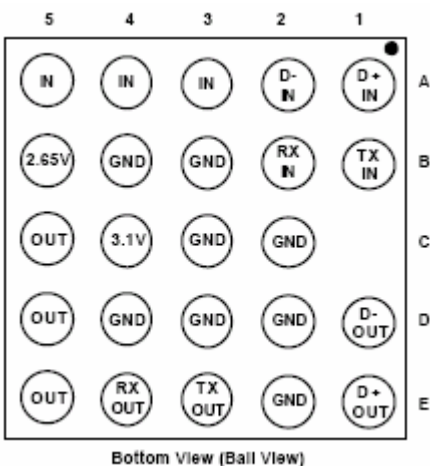 5 4 3 2 1
IN IN IN D- IN D+ IN A
2.65V GND GND RX IN TX IN B
OUT 3.1V GND GND C
OUT GND GND GND D- OUT D
OUT RX OUT TX OUT GND D+ OUT E
Bottom View (Ball View)